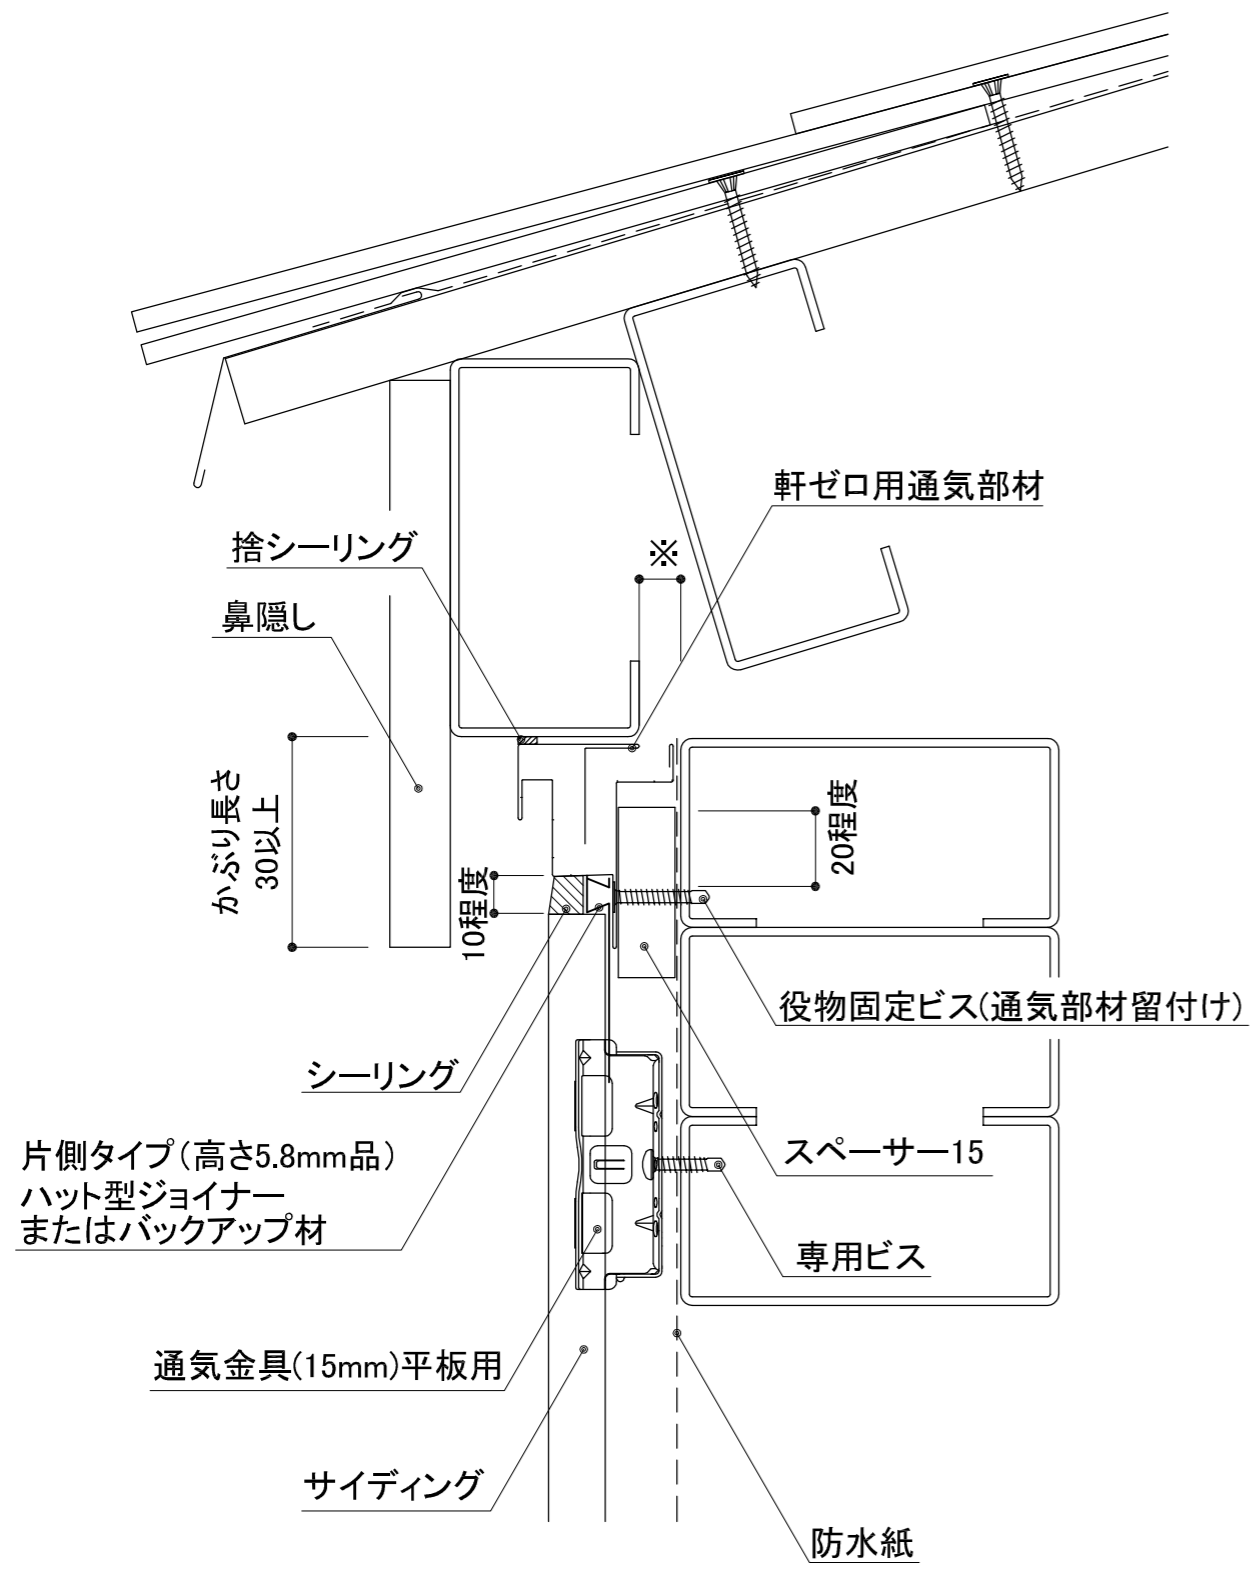 軒ゼロ用通気部材
※
捨シーリング
鼻隠し
かぶり長さ
30以上
20程度
10程度
役物固定ビス(通気部材留付け)
シーリング
片側タイプ(高さ5.8mm品)
ハット型ジョイナー
またはバックアップ材
スペーサー15
専用ビス
通気金具(15mm)平板用
サイディング
防水紙